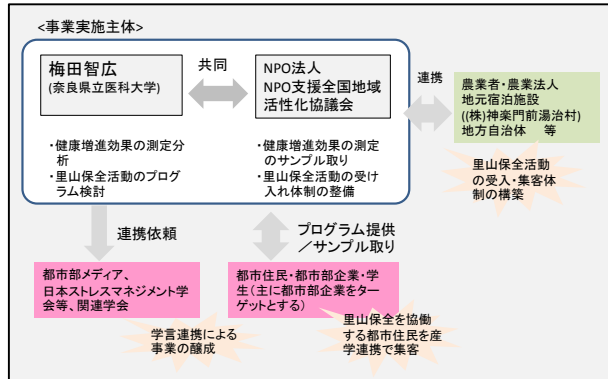 <事業実施主体>
梅田智広
(奈良県立医科大学)
共同
NPO法人
NPO支援全国地域
活性化協議会
・健康増進効果の測定分
析
・里山保全活動のプログ
ラム検討
・健康増進効果の測定
のサンプル取り
・里山保全活動の受け
入れ体制の整備
連携
農業者・農業法人
地元宿泊施設
((株)神楽門前湯治村)
地方自治体　等
里山保全活動
の受入・集客体
制の構築
連携依頼
プログラム提供
／サンプル取り
都市部メディア、
日本ストレスマネジメント学
会等、関連学会
都市住民・都市部企業・学
生(主に都市部企業をター
ゲットとする)
学言連携による
事業の醸成
里山保全を協働
する都市住民を産
学連携で集客